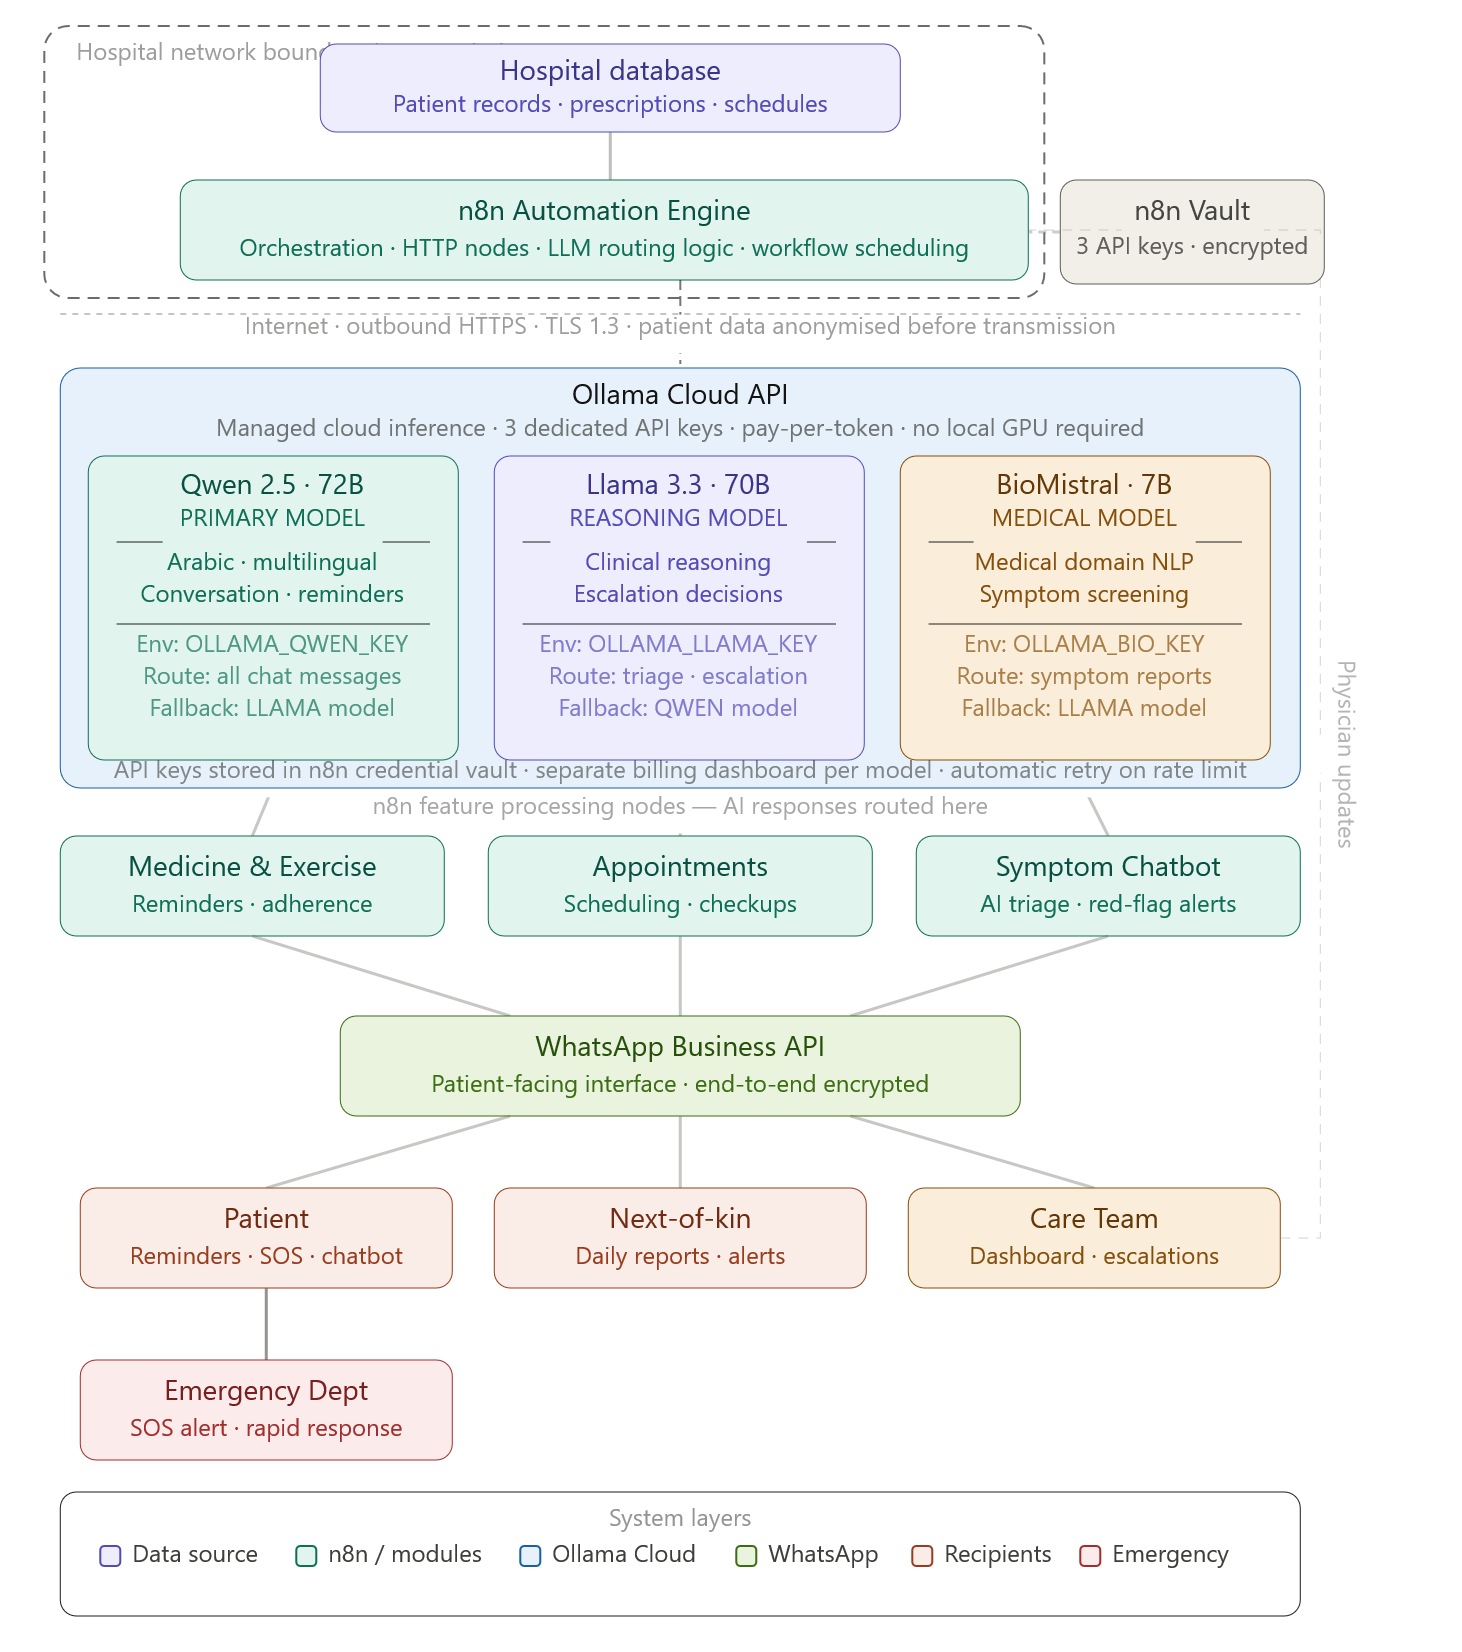 Hospital network boun
Hospital database
Patient records · prescriptions · schedules
n8n Automation Engine
Orchestration · HTTP nodes · LLM routing logic · workflow scheduling
n8n Vault
3 API keys · encrypted
Internet · outbound HTTPS · TLS 1.3 · patient data anonymised before transmission
Ollama Cloud API
Managed cloud inference · 3 dedicated API keys · pay-per-token · no local GPU required
Qwen 2.5 · 72B
PRIMARY MODEL
Arabic · multilingual
Conversation · reminders
Env: OLLAMA_QWEN_KEY
Route: all chat messages
Fallback: LLAMA model
Llama 3.3 · 70B
REASONING MODEL
Clinical reasoning
Escalation decisions
Env: OLLAMA_LLAMA_KEY
Route: triage · escalation
Fallback: QWEN model
BioMistral · 7B
MEDICAL MODEL
Medical domain NLP
Symptom screening
Env: OLLAMA_BIO_KEY
Route: symptom reports
Fallback: LLAMA model
API keys stored in n8n credential vault · separate billing dashboard per model · automatic retry on rate limit
n8n feature processing nodes — AI responses routed here
Physician updates
Medicine & Exercise
Reminders · adherence
Appointments
Scheduling · checkups
Symptom Chatbot
AI triage · red-flag alerts
WhatsApp Business API
Patient-facing interface · end-to-end encrypted
Patient
Reminders · SOS · chatbot
Next-of-kin
Daily reports · alerts
Care Team
Dashboard · escalations
Emergency Dept
SOS alert · rapid response
System layers
Data source
n8n / modules
Ollama Cloud
WhatsApp
Recipients
Emergency